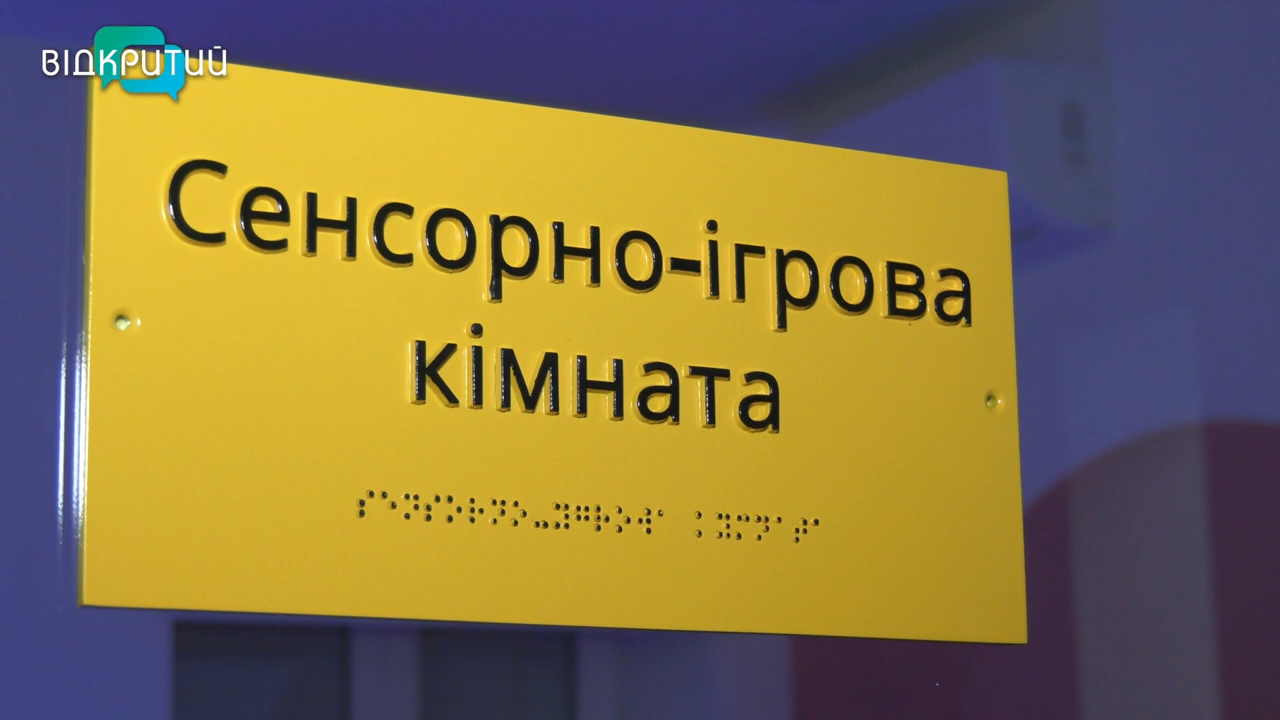 ВІДКРИТИЙ
Сенсорно-ігрова
кімната
⠎⠑⠝⠎⠕⠗⠝⠕⠤⠽⠛⠗⠕⠺⠁ ⠅⠽⠍⠝⠁⠞⠁